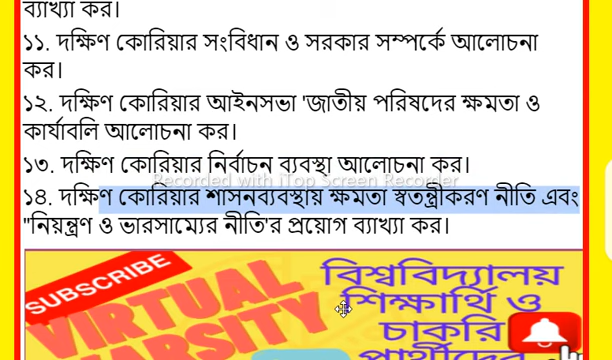 ব্যাখ্যা কর।
১১. দক্ষিণ কোরিয়ার সংবিধান ও সরকার সম্পর্কে আলোচনা
কর।
১২. দক্ষিণ কোরিয়ার আইনসভা 'জাতীয় পরিষদের ক্ষমতা ও
কার্যাবলি আলোচনা কর।
১৩. দক্ষিণ কোরিয়ার নির্বাচন ব্যবস্থা আলোচনা কর।
Recorded with iTop Screen Recorder
১৪. দক্ষিণ কোরিয়ার শাসনব্যবস্থায় ক্ষমতা স্বতন্ত্রীকরণ নীতি এবং
"নিয়ন্ত্রণ ও ভারসাম্যের নীতি'র প্রয়োগ ব্যাখ্যা কর।
SUBSCRIBE
VIRTUAL
VARSITY
বিশ্ববিদ্যালয়
শিক্ষার্থি ও
চাকরি
প্রার্থীদের